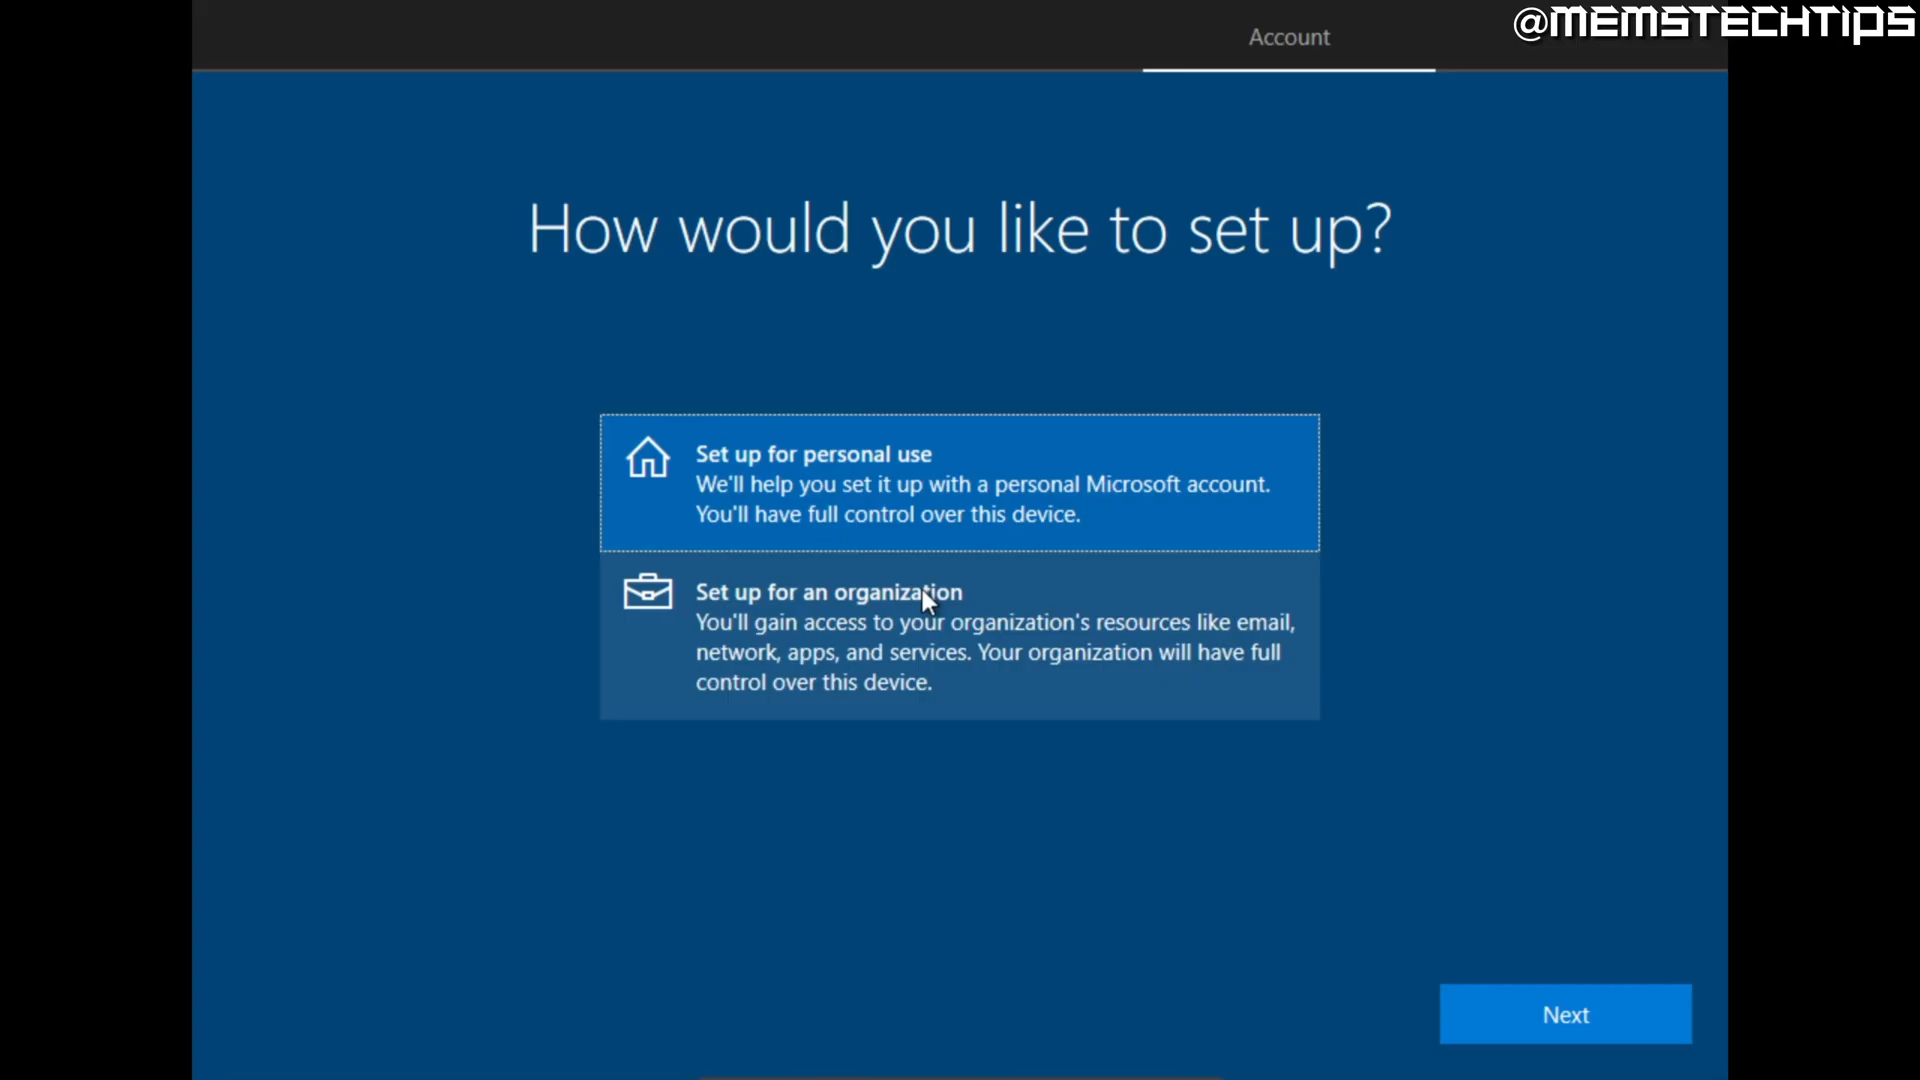 Account
@MEMSTECHTIPS
How would you like to set up?
Set up for personal use
We'll help you set it up with a personal Microsoft account.
You'll have full control over this device.
Set up for an organization
You'll gain access to your organization's resources like email,
network, apps, and services. Your organization will have full
control over this device.
Next